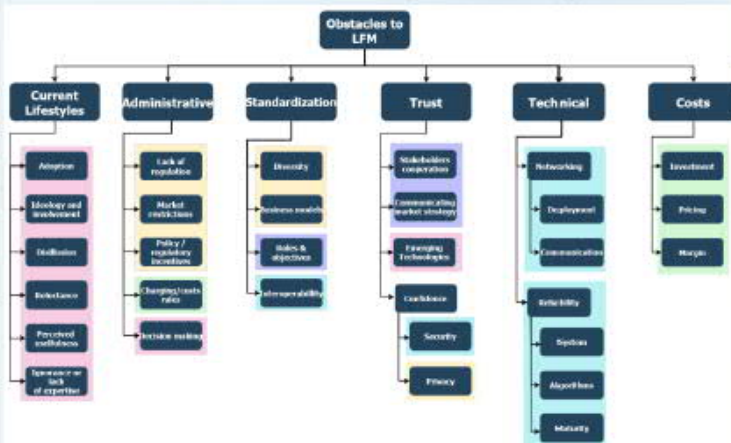 Obstacles to
LFM
Current
Lifestyles
Administrative
Standardization
Trust
Technical
Costs
Adoption
Ideology and
involvement
Disillusion
Reluctance
Perceived
usefulness
Ignorance or
lack
of expertise
Lack of
regulation
Market
restrictions
Policy /
regulatory
incentives
Charging/costs
rules
Decision making
Diversity
Business models
Roles &
objectives
Interoperability
Stakeholders
cooperation
Communicating
market strategy
Emerging
Technologies
Confidence
Security
Privacy
Networking
Deployment
Communication
Reliability
System
Algorithms
Maturity
Investment
Pricing
Margin